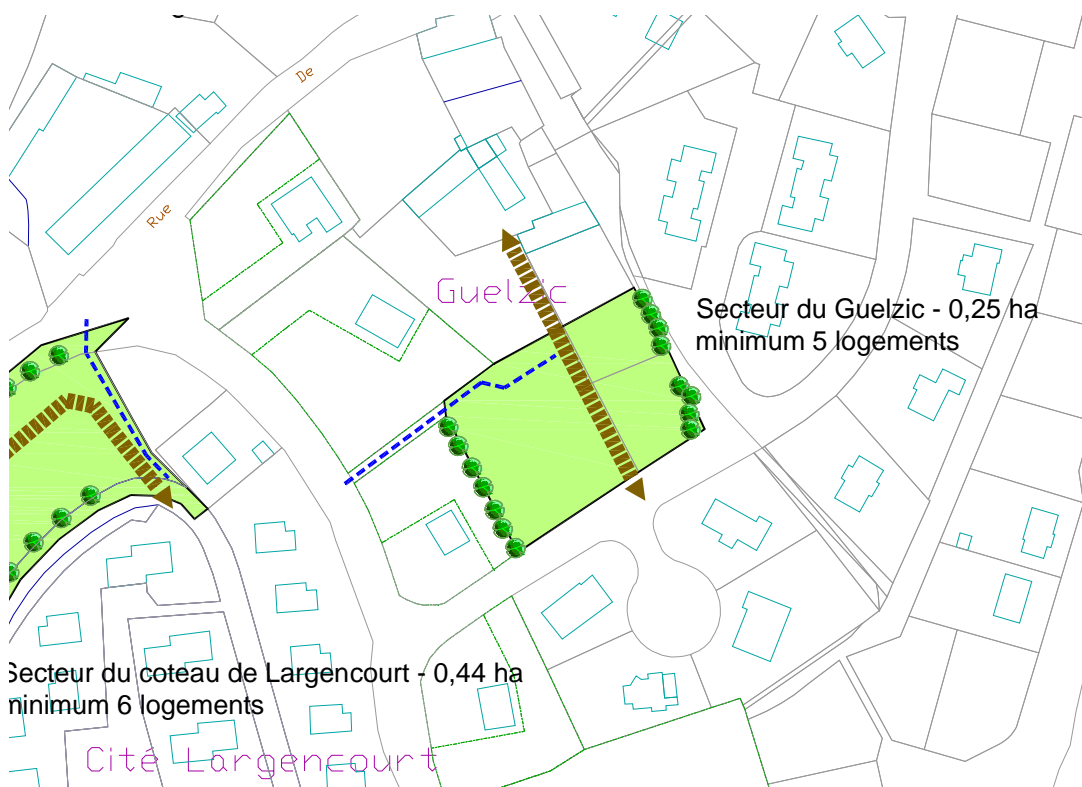 Rue De
Guelzic
Secteur du Guelzic - 0,25 ha
minimum 5 logements
Secteur du coteau de Largencourt - 0,44 ha
minimum 6 logements
Cité Largencourt